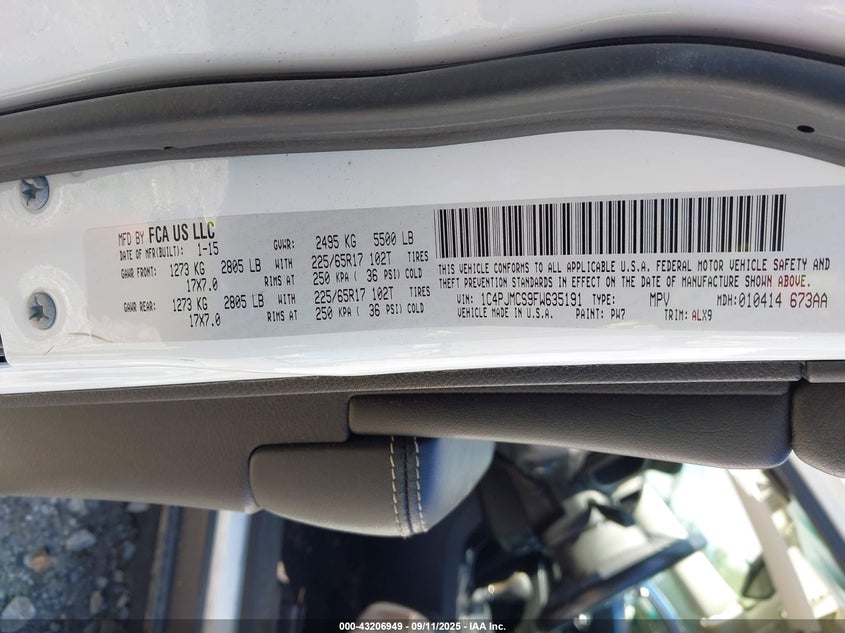 MFD BY FCA US LLC
DATE OF MFR(BUILT): 1-15 GVWR: 2495 KG 5500 LB
GAWR FRONT: 1273 KG 2805 LB WITH 225/65R17 102T TIRES
17X7.0 RIMS AT 250 KPA ( 36 PSI) COLD
GAWR REAR: 1273 KG 2805 LB WITH 225/65R17 102T TIRES
17X7.0 RIMS AT 250 KPA ( 36 PSI) COLD
THIS VEHICLE CONFORMS TO ALL APPLICABLE U.S.A. FEDERAL MOTOR VEHICLE SAFETY AND
THEFT PREVENTION STANDARDS IN EFFECT ON THE DATE OF MANUFACTURE SHOWN ABOVE.
VIN: 1C4PJMCS9FW635191 TYPE: MPV MDH: 010414 673AA
VEHICLE MADE IN U.S.A. PAINT: PW7 TRIM: ALX9
000-43206949 - 09/11/2025 - IAA Inc.